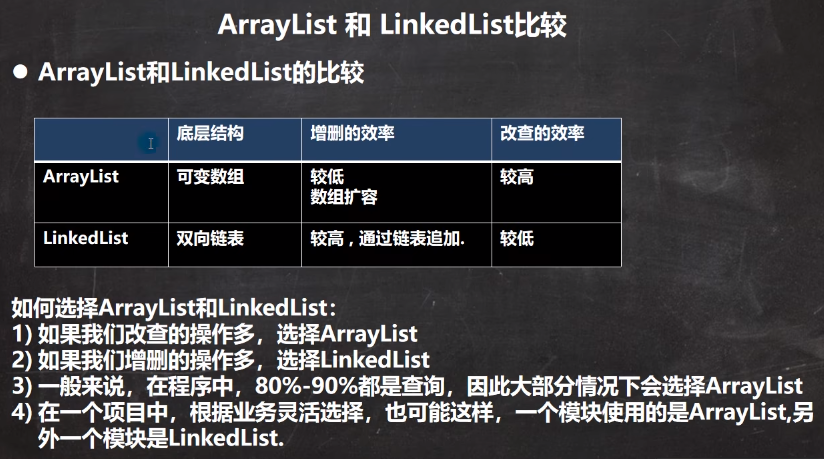 ArrayList 和 LinkedList比较
● ArrayList和LinkedList的比较
底层结构 增删的效率 改查的效率
ArrayList 可变数组 较低 较高
数组扩容
LinkedList 双向链表 较高 , 通过链表追加. 较低
如何选择ArrayList和LinkedList：
1) 如果我们改查的操作多，选择ArrayList
2) 如果我们增删的操作多，选择LinkedList
3) 一般来说，在程序中，80%-90%都是查询，因此大部分情况下会选择ArrayList
4) 在一个项目中，根据业务灵活选择，也可能这样，一个模块使用的是ArrayList,另
外一个模块是LinkedList.